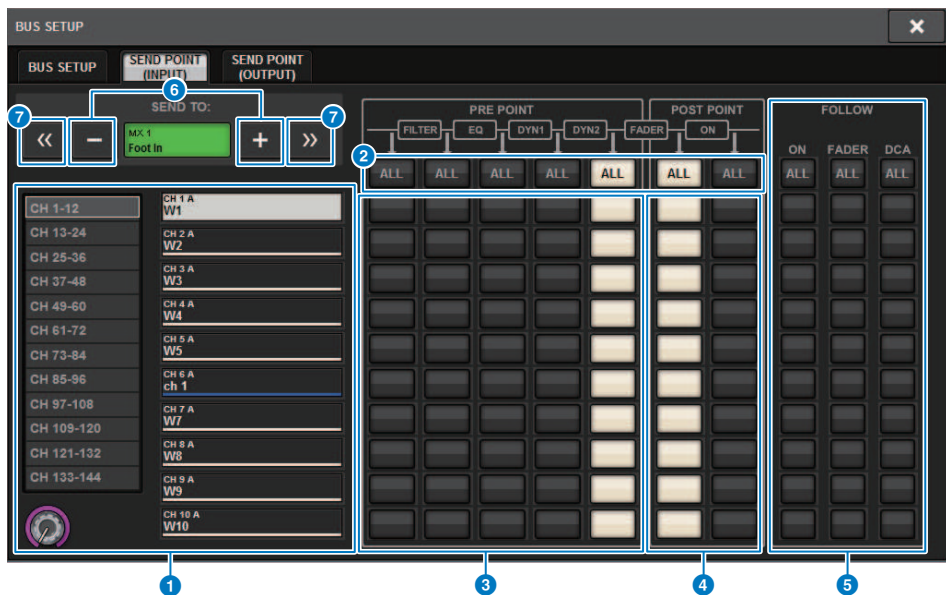 BUS SETUP
BUS SETUP
SEND POINT
(INPUT)
SEND POINT
(OUTPUT)
6
SEND TO:
7
7
«
−
MX 1
Foot In
+
»
PRE POINT
POST POINT
FOLLOW
FILTER
EQ
DYN1
DYN2
FADER
ON
ON
FADER
DCA
2
ALL
ALL
ALL
ALL
ALL
ALL
ALL
ALL
ALL
ALL
CH 1-12
CH 13-24
CH 25-36
CH 37-48
CH 49-60
CH 61-72
CH 73-84
CH 85-96
CH 97-108
CH 109-120
CH 121-132
CH 133-144
CH 1 A
W1
CH 2 A
W2
CH 3 A
W3
CH 4 A
W4
CH 5 A
W5
CH 6 A
ch 1
CH 7 A
W7
CH 8 A
W8
CH 9 A
W9
CH 10 A
W10
1
3
4
5